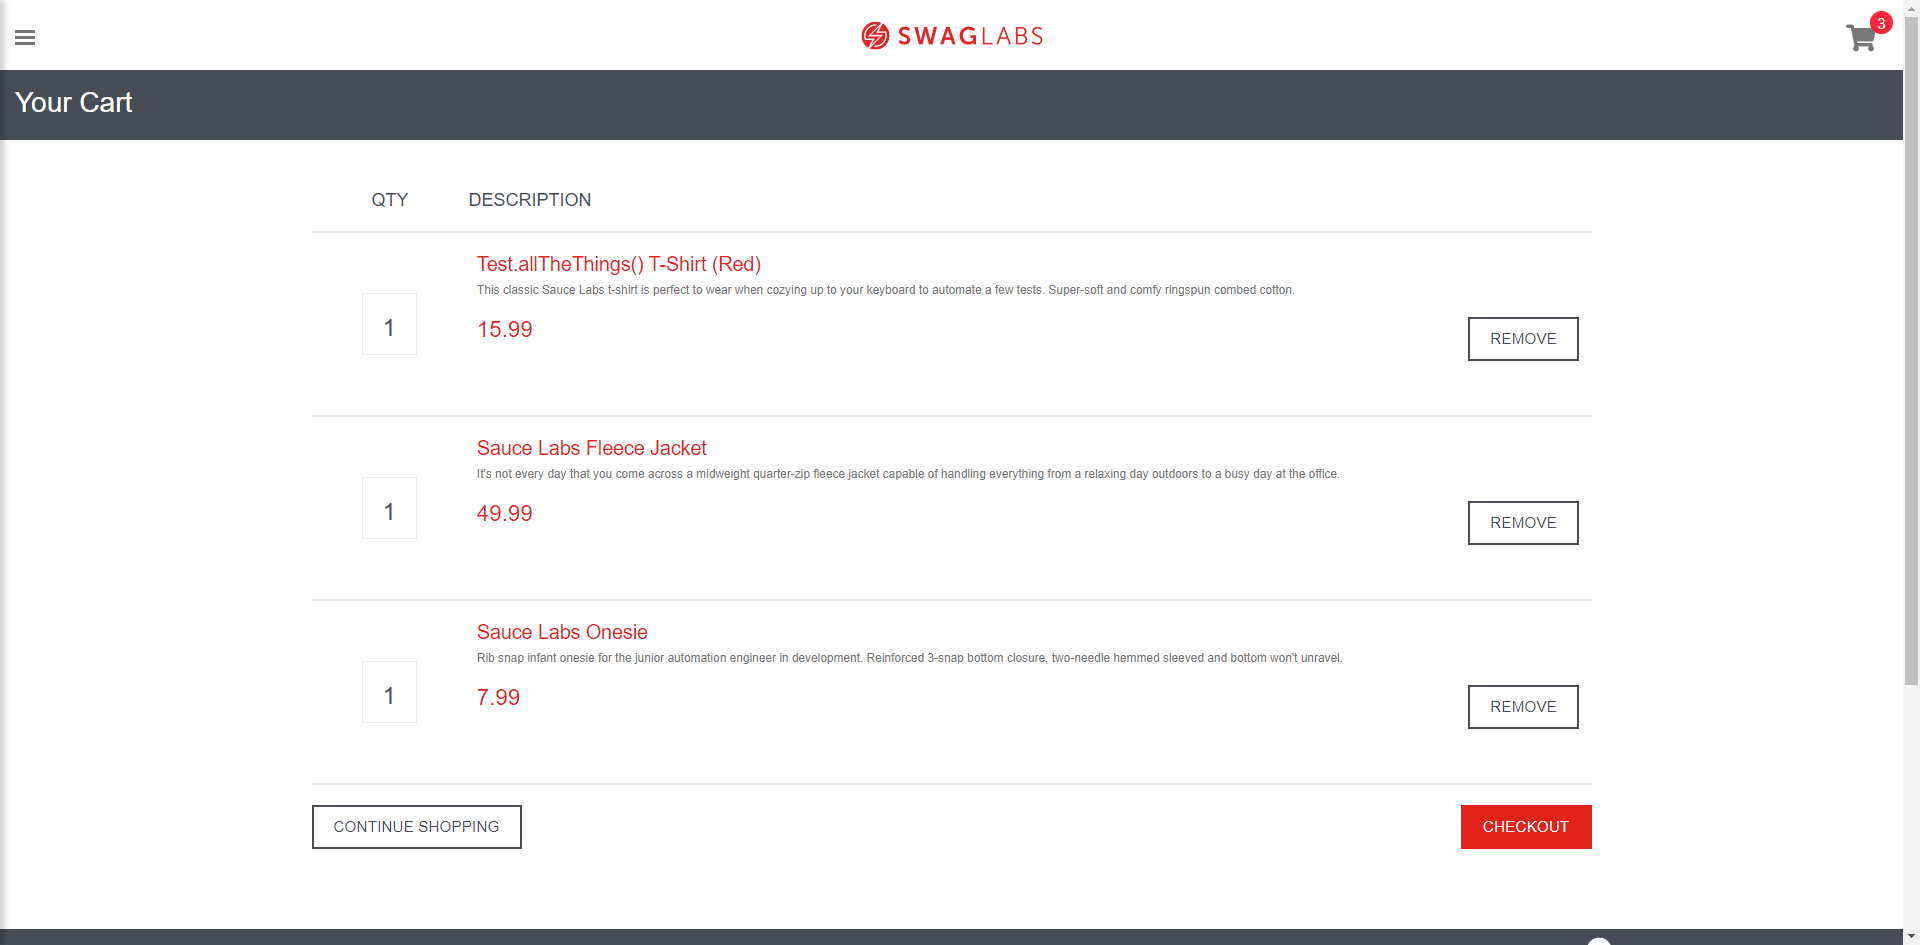 SWAGLABS
3
Your Cart
QTY DESCRIPTION
Test.allTheThings() T-Shirt (Red)
This classic Sauce Labs t-shirt is perfect to wear when cozying up to your keyboard to automate a few tests. Super-soft and comfy ringspun combed cotton.
1
15.99
REMOVE
Sauce Labs Fleece Jacket
It's not every day that you come across a midweight quarter-zip fleece jacket capable of handling everything from a relaxing day outdoors to a busy day at the office.
1
49.99
REMOVE
Sauce Labs Onesie
Rib snap infant onesie for the junior automation engineer in development. Reinforced 3-snap bottom closure, two-needle hemmed sleeved and bottom won't unravel.
1
7.99
REMOVE
CONTINUE SHOPPING
CHECKOUT